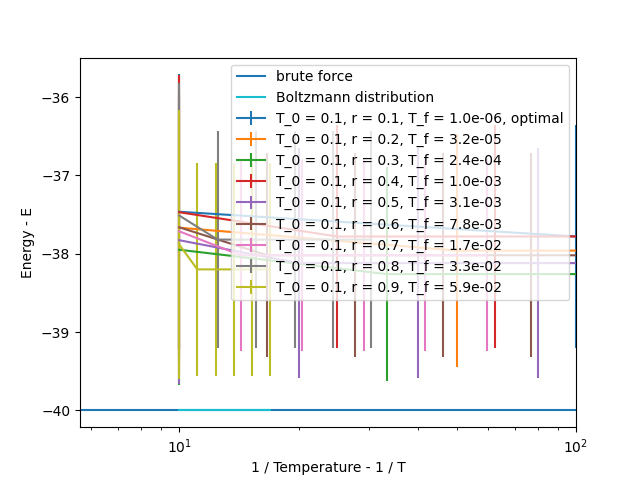 brute force
Boltzmann distribution
T_0 = 0.1, r = 0.1, T_f = 1.0e-06, optimal
T_0 = 0.1, r = 0.2, T_f = 3.2e-05
T_0 = 0.1, r = 0.3, T_f = 2.4e-04
T_0 = 0.1, r = 0.4, T_f = 1.0e-03
T_0 = 0.1, r = 0.5, T_f = 3.1e-03
T_0 = 0.1, r = 0.6, T_f = 7.8e-03
T_0 = 0.1, r = 0.7, T_f = 1.7e-02
T_0 = 0.1, r = 0.8, T_f = 3.3e-02
T_0 = 0.1, r = 0.9, T_f = 5.9e-02
Energy - E
−36
−37
−38
−39
−40
10¹
10²
1 / Temperature - 1 / T